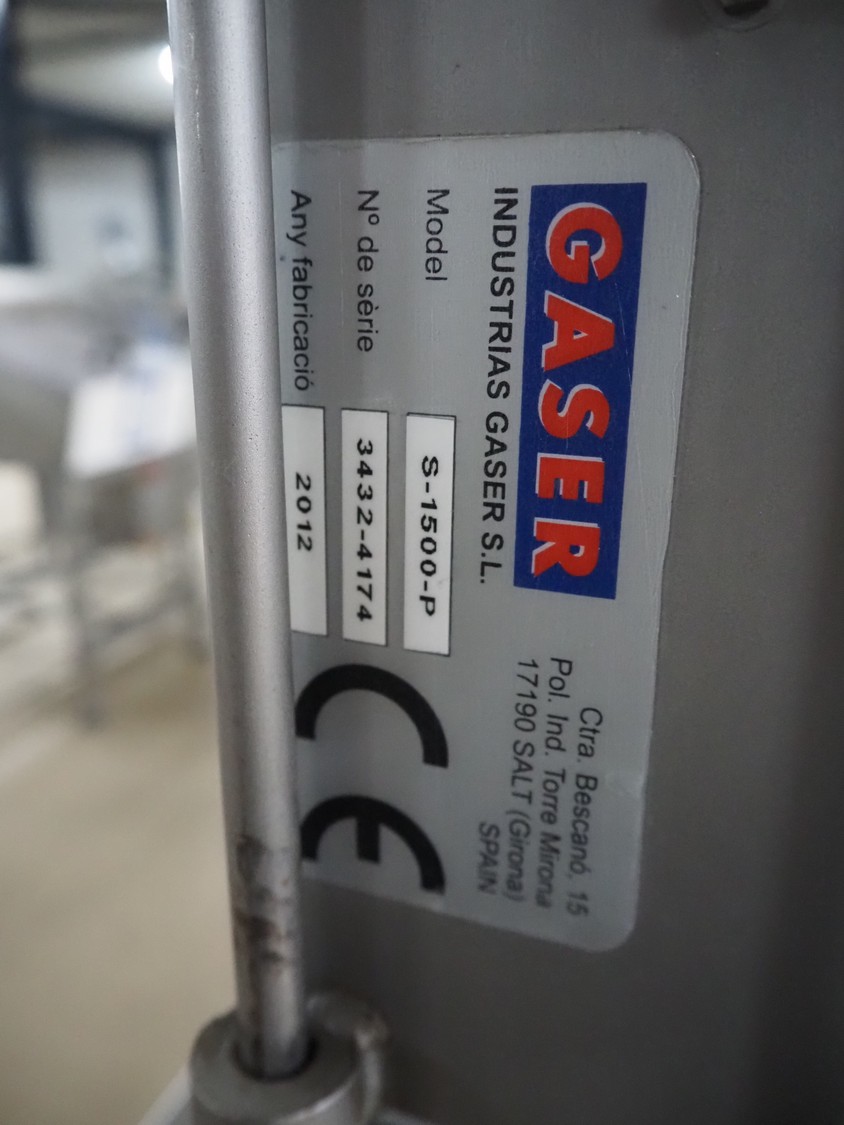 GASER
INDUSTRIAS GASER S.L.
Ctra. Bescanó, 15
Pol. Ind. Torre Mirona
17190 SALT (Girona)
SPAIN
Model S-1500-P
Nº de sèrie 3432-4174
Any fabricació 2012
CE